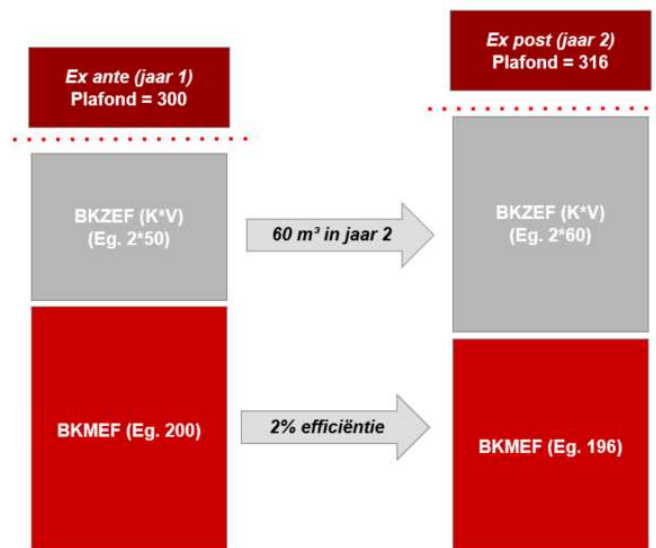 Ex ante (jaar 1)
Plafond = 300
Ex post (jaar 2)
Plafond = 316
BKZEF (K*V)
(Eg. 2*50)
60 m³ in jaar 2
BKZEF (K*V)
(Eg. 2*60)
BKMEF (Eg. 200)
2% efficiëntie
BKMEF (Eg. 196)